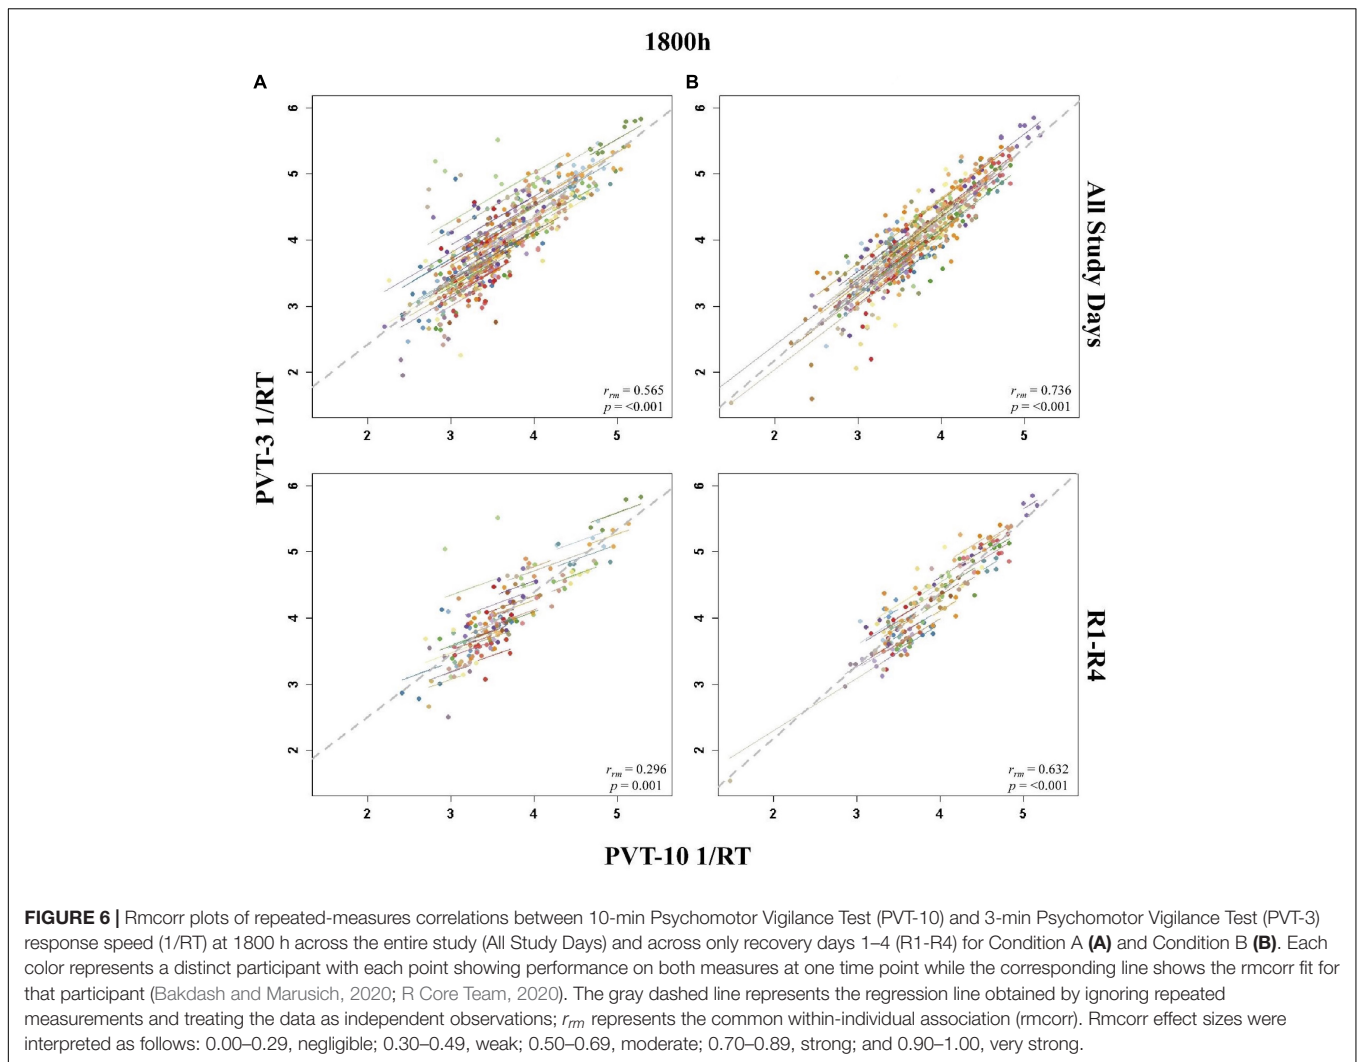 1800h
A
B
6
5
4
3
2
2
3
4
5
r_rm = 0.565
p = <0.001
6
5
4
3
2
2
3
4
5
r_rm = 0.736
p = <0.001
All Study Days
PVT-3 1/RT
6
5
4
3
2
2
3
4
5
r_rm = 0.296
p = 0.001
6
5
4
3
2
2
3
4
5
r_rm = 0.632
p = <0.001
R1-R4
PVT-10 1/RT
FIGURE 6 | Rmcorr plots of repeated-measures correlations between 10-min Psychomotor Vigilance Test (PVT-10) and 3-min Psychomotor Vigilance Test (PVT-3)
response speed (1/RT) at 1800 h across the entire study (All Study Days) and across only recovery days 1–4 (R1-R4) for Condition A (A) and Condition B (B). Each
color represents a distinct participant with each point showing performance on both measures at one time point while the corresponding line shows the rmcorr fit for
that participant (Bakdash and Marusich, 2020; R Core Team, 2020). The gray dashed line represents the regression line obtained by ignoring repeated
measurements and treating the data as independent observations; r_rm represents the common within-individual association (rmcorr). Rmcorr effect sizes were
interpreted as follows: 0.00–0.29, negligible; 0.30–0.49, weak; 0.50–0.69, moderate; 0.70–0.89, strong; and 0.90–1.00, very strong.